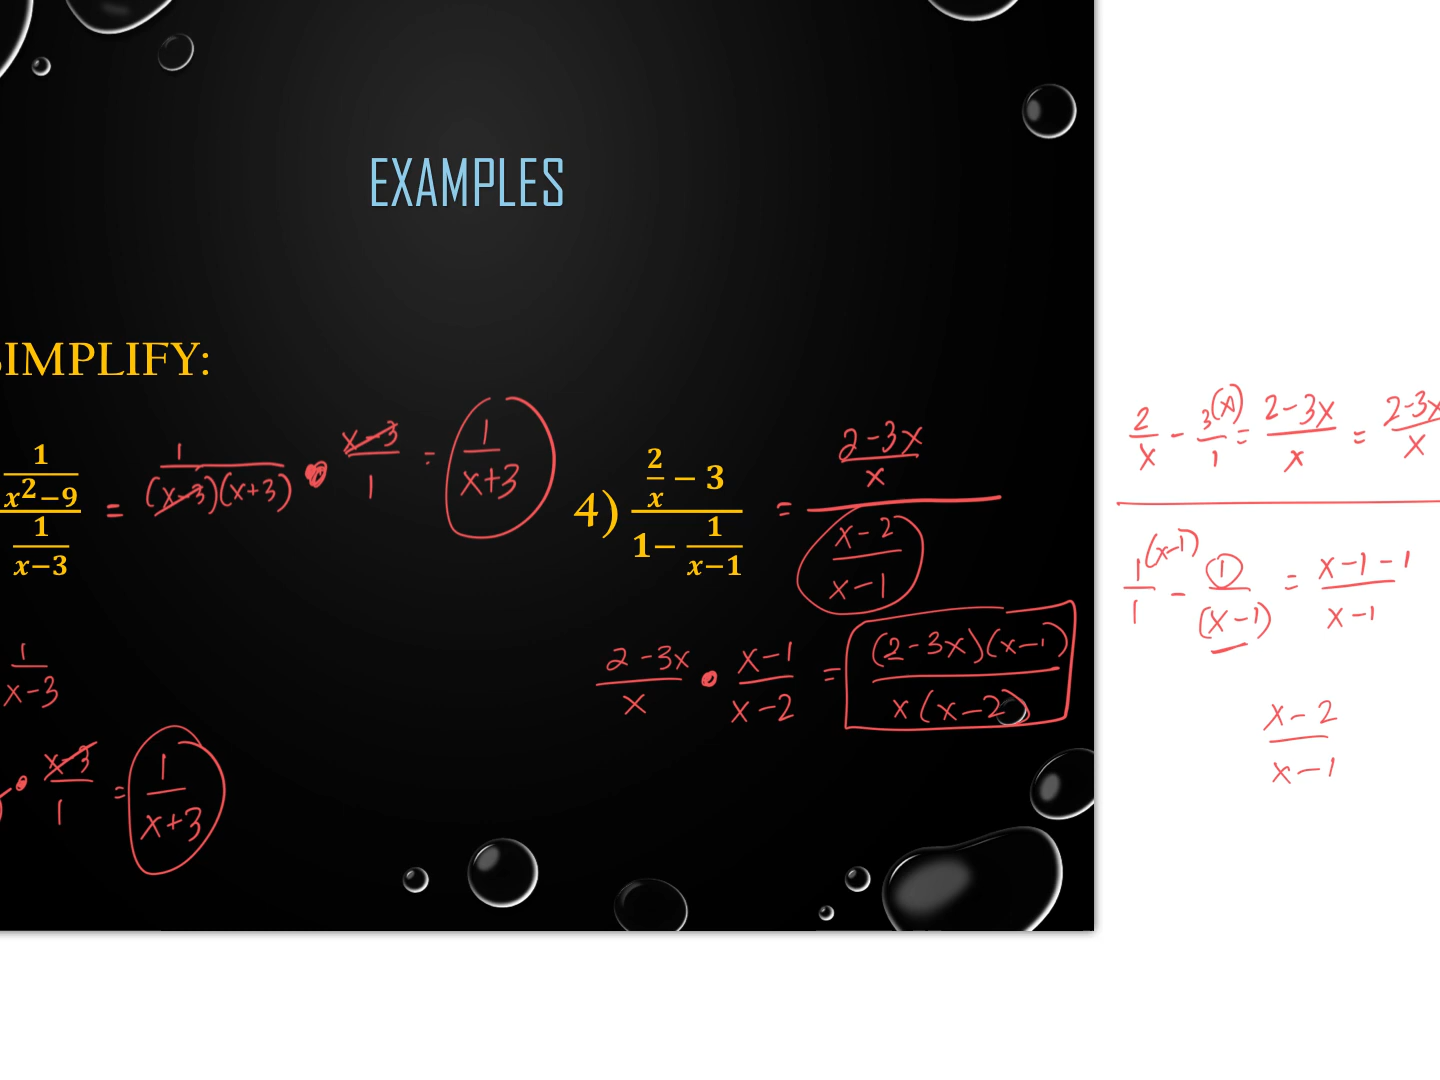 EXAMPLES
SIMPLIFY:
1/(x²−9) / 1/(x−3) = 1/((x-3)(x+3)) • (x-3)/1 = 1/(x+3)
4) (2/x − 3) / (1− 1/(x−1)) = ((2-3x)/x) / ((x-2)/(x-1))
(2-3x)/x • (x-1)/(x-2) = ((2-3x)(x-1))/(x(x-2))
1/(x-3)
• (x-3)/1 = 1/(x+3)
2/x - 3(x)/1 = (2-3x)/x = (2-3x)/x
1(x-1)/1 - 1/(x-1) = (x-1-1)/(x-1)
(x-2)/(x-1)